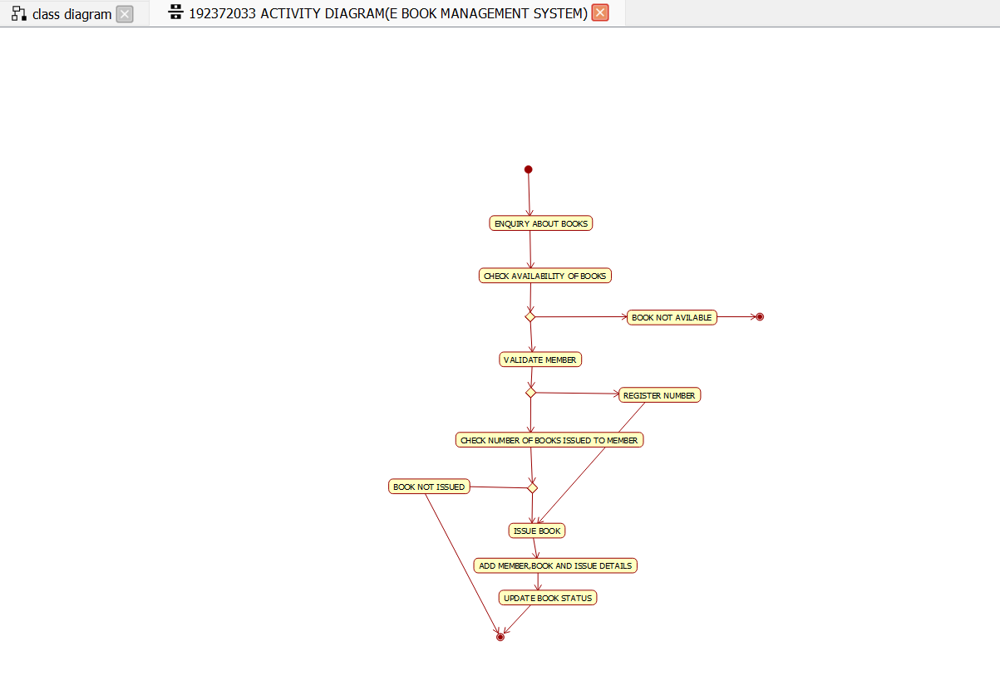 class diagram
192372033 ACTIVITY DIAGRAM(E BOOK MANAGEMENT SYSTEM)
ENQUIRY ABOUT BOOKS
CHECK AVAILABILITY OF BOOKS
BOOK NOT AVILABLE
VALIDATE MEMBER
REGISTER NUMBER
CHECK NUMBER OF BOOKS ISSUED TO MEMBER
BOOK NOT ISSUED
ISSUE BOOK
ADD MEMBER,BOOK AND ISSUE DETAILS
UPDATE BOOK STATUS